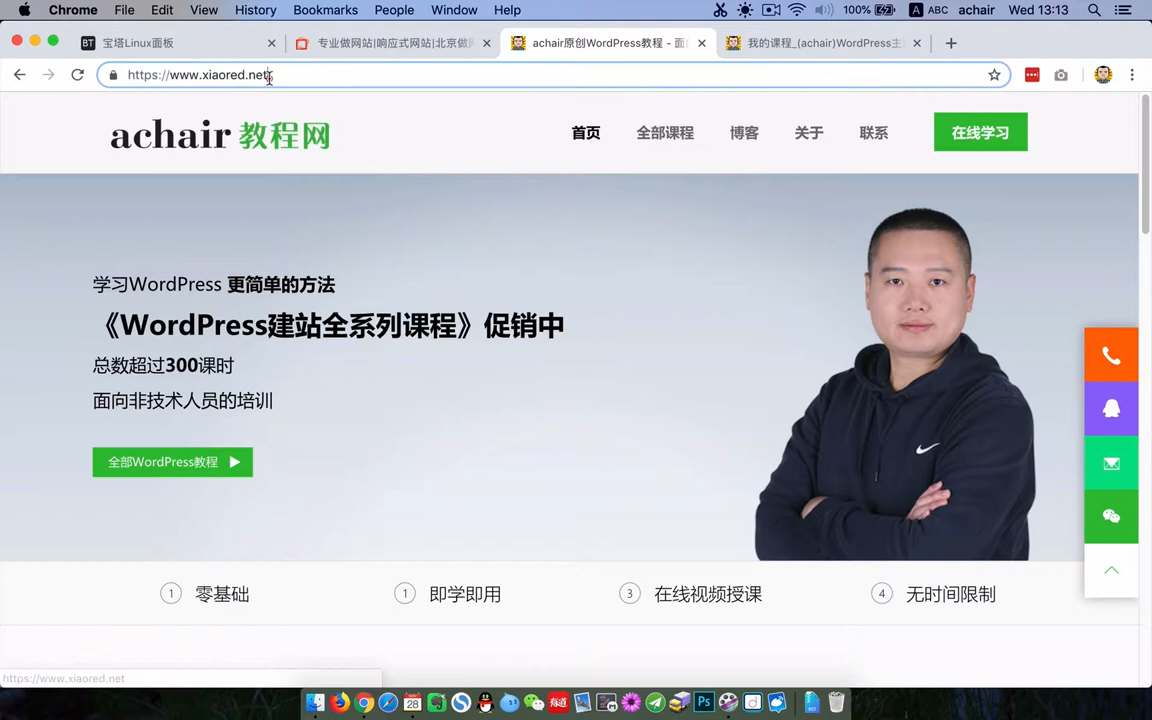 Chrome File Edit View History Bookmarks People Window Help 100% A ABC achair Wed 13:13
BT 宝塔Linux面板 专业做网站|响应式网站|北京做 achair原创WordPress教程 - 面 我的课程_(achair)WordPress主
https://www.xiaored.net
achair 教程网 首页 全部课程 博客 关于 联系 在线学习
学习WordPress 更简单的方法
《WordPress建站全系列课程》促销中
总数超过300课时
面向非技术人员的培训
全部WordPress教程
1 零基础 1 即学即用 3 在线视频授课 4 无时间限制
https://www.xiaored.net
28 有道 Ps